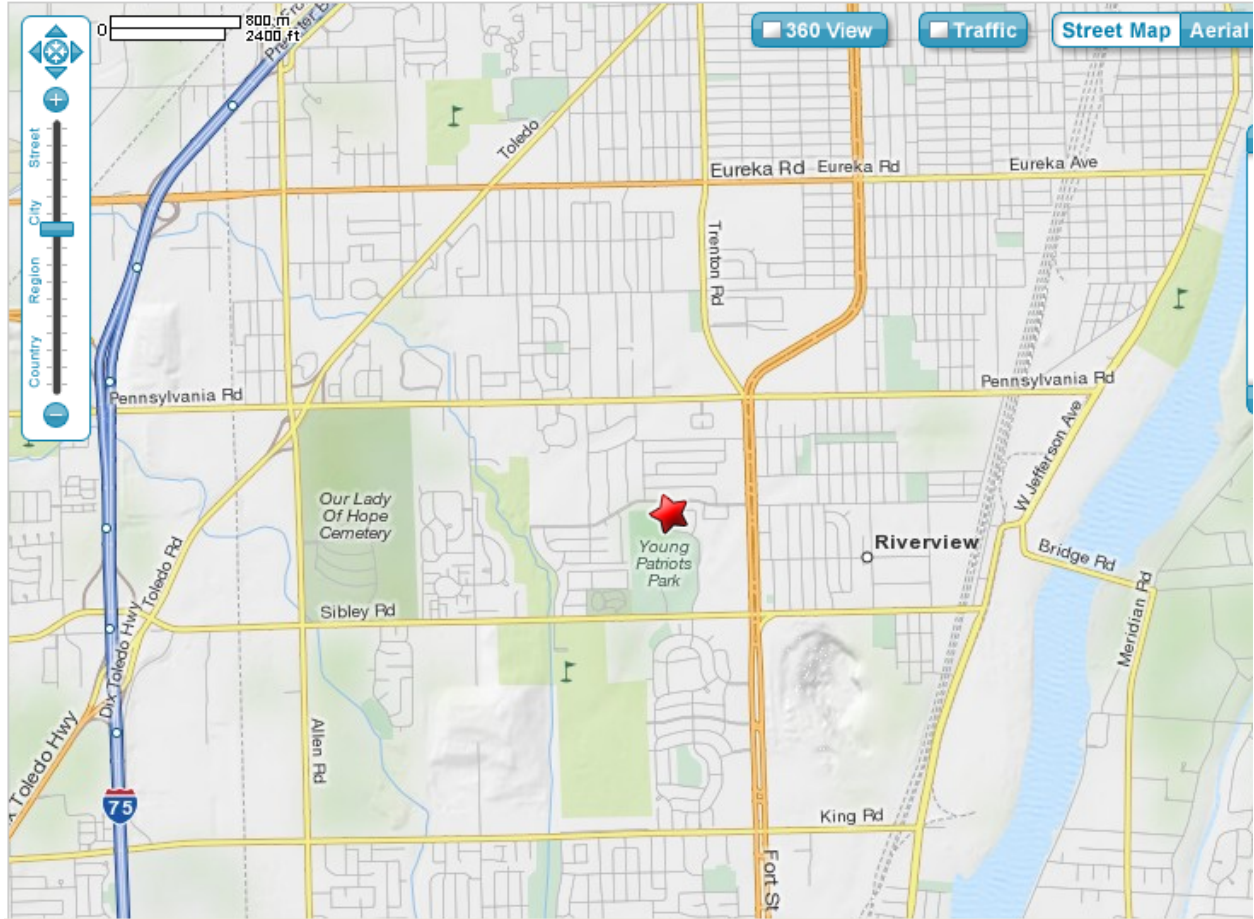 0
800 m
2400 ft
360 View
Traffic
Street Map
Aerial
Street
City
Region
Country
Toledo
Eureka Rd
Eureka Rd
Eureka Ave
Trenton Rd
Pennsylvania Rd
Pennsylvania Rd
W Jefferson Ave
Our Lady
Of Hope
Cemetery
Young
Patriots
Park
Riverview
Bridge Rd
Meridian Rd
Toledo Rd
Sibley Rd
Dix Toledo Hwy
Toledo Hwy
Allen Rd
75
King Rd
Fort St